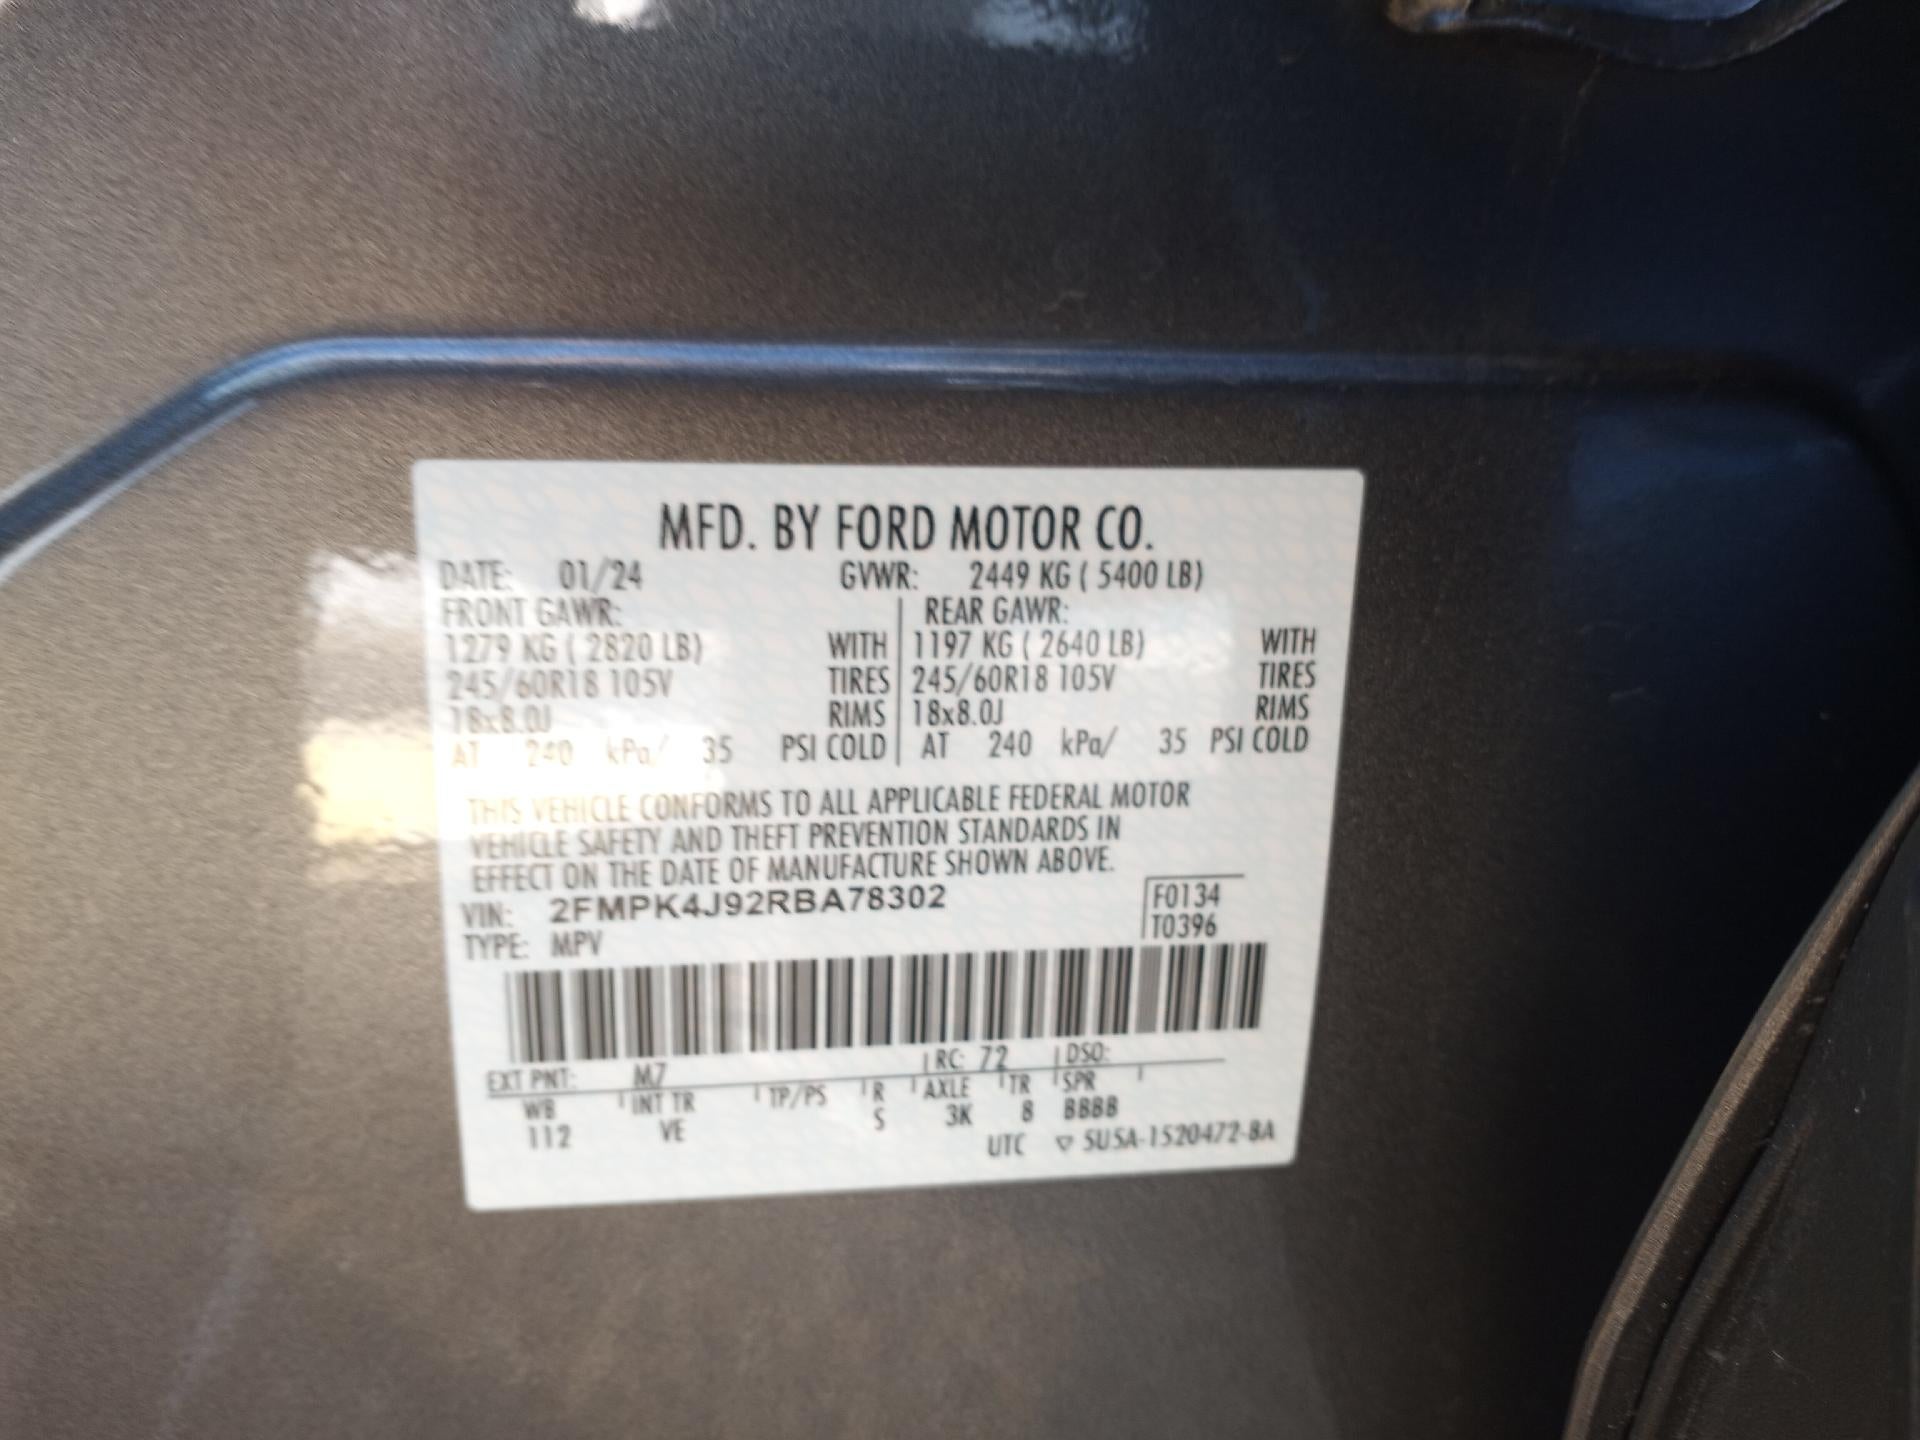 MFD. BY FORD MOTOR CO.
DATE: 01/24 GVWR: 2449 KG ( 5400 LB)
FRONT GAWR: REAR GAWR:
1279 KG ( 2820 LB) WITH 1197 KG ( 2640 LB) WITH
245/60R18 105V TIRES 245/60R18 105V TIRES
18x8.0J RIMS 18x8.0J RIMS
AT 240 kPa/ 35 PSI COLD AT 240 kPa/ 35 PSI COLD
THIS VEHICLE CONFORMS TO ALL APPLICABLE FEDERAL MOTOR
VEHICLE SAFETY AND THEFT PREVENTION STANDARDS IN
EFFECT ON THE DATE OF MANUFACTURE SHOWN ABOVE.
VIN: 2FMPK4J92RBA78302 F0134
TYPE: MPV T0396
EXT PNT: M7 RC: 72 DSO:
WB INT TR TP/PS R AXLE TR SPR
112 VE S 3K 8 BBBB
UTC ▽ 5U5A-1520472-BA